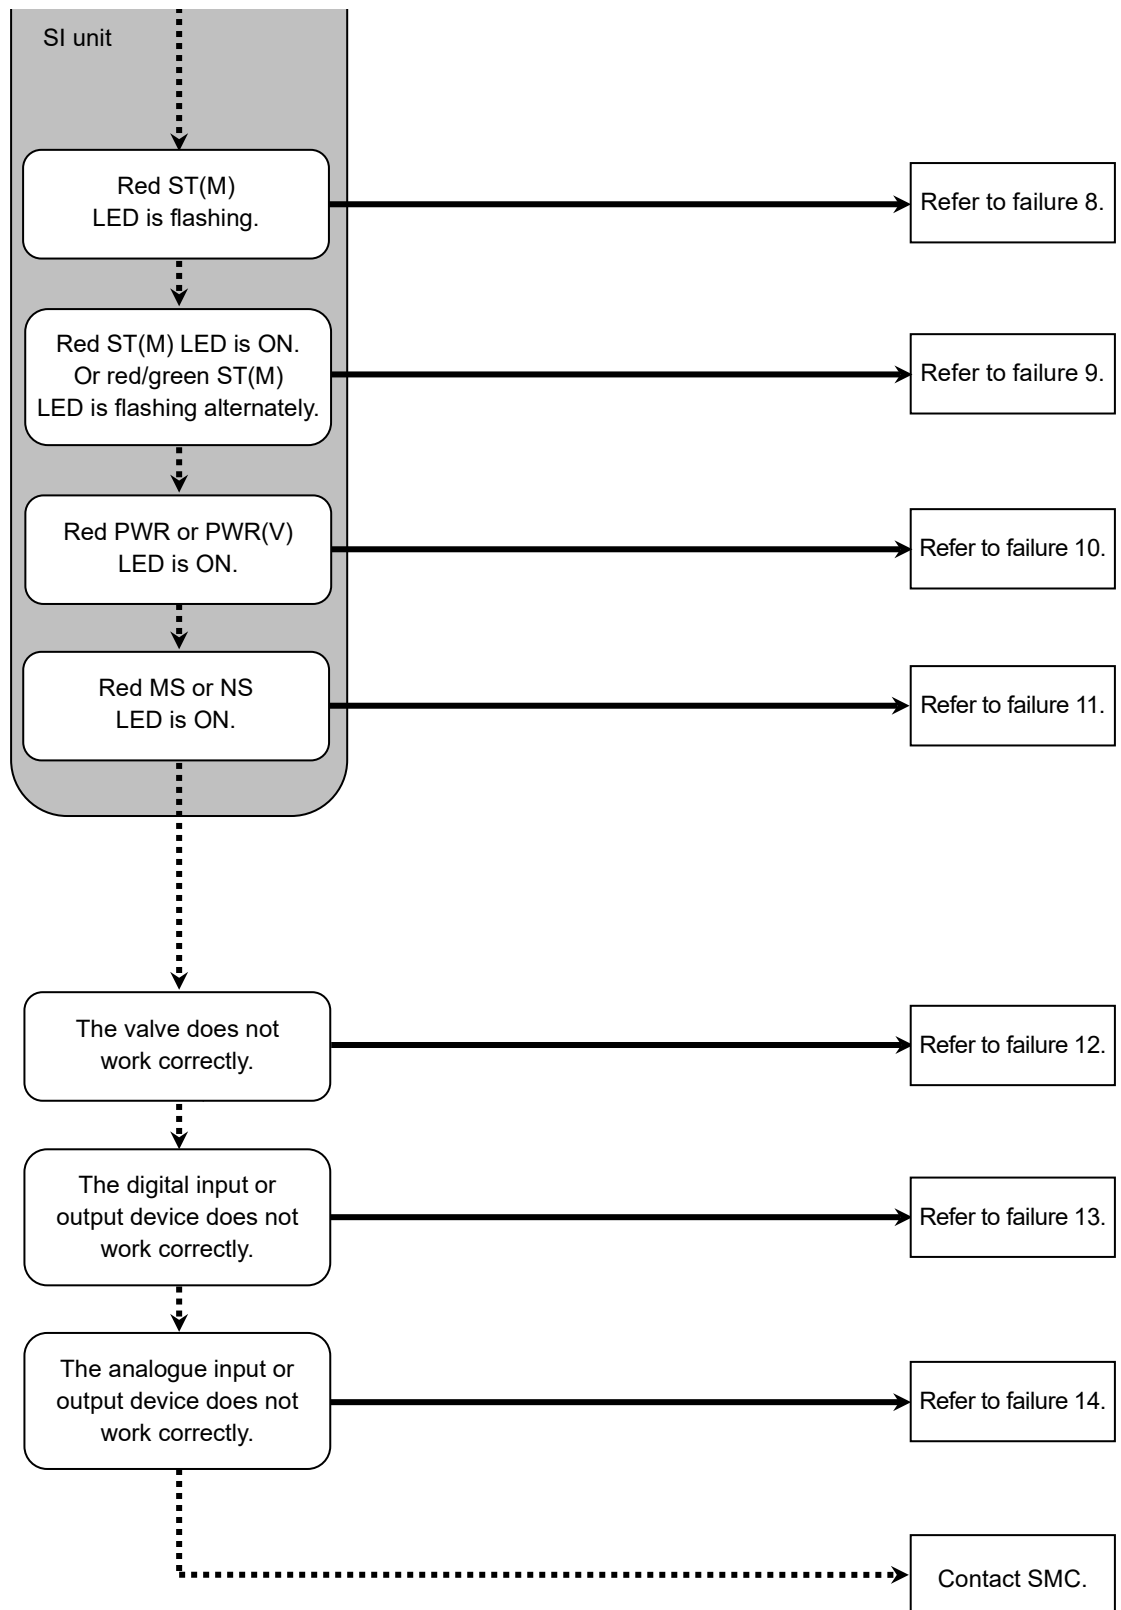 SI unit
Red ST(M)
LED is flashing.
Refer to failure 8.
Red ST(M) LED is ON.
Or red/green ST(M)
LED is flashing alternately.
Refer to failure 9.
Red PWR or PWR(V)
LED is ON.
Refer to failure 10.
Red MS or NS
LED is ON.
Refer to failure 11.
The valve does not
work correctly.
Refer to failure 12.
The digital input or
output device does not
work correctly.
Refer to failure 13.
The analogue input or
output device does not
work correctly.
Refer to failure 14.
Contact SMC.